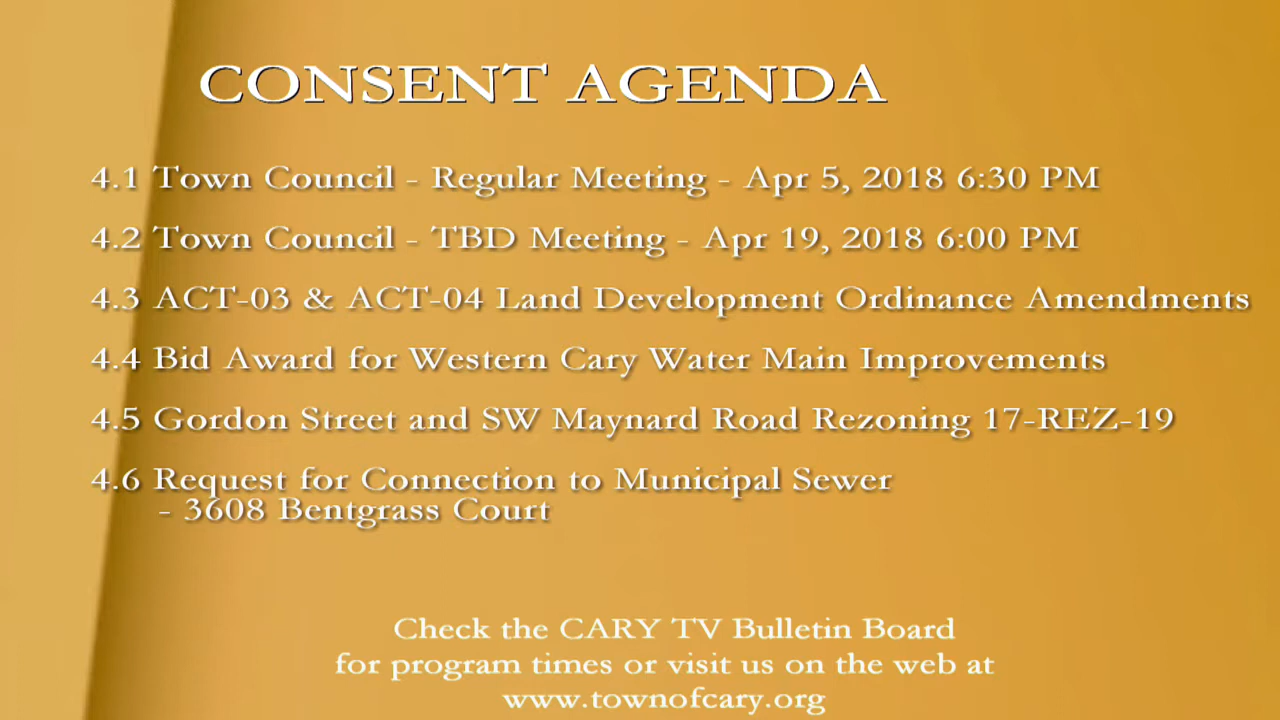 CONSENT AGENDA
4.1 Town Council - Regular Meeting - Apr 5, 2018 6:30 PM
4.2 Town Council - TBD Meeting - Apr 19, 2018 6:00 PM
4.3 ACT-03 & ACT-04 Land Development Ordinance Amendments
4.4 Bid Award for Western Cary Water Main Improvements
4.5 Gordon Street and SW Maynard Road Rezoning 17-REZ-19
4.6 Request for Connection to Municipal Sewer
- 3608 Bentgrass Court
Check the CARY TV Bulletin Board
for program times or visit us on the web at
www.townofcary.org